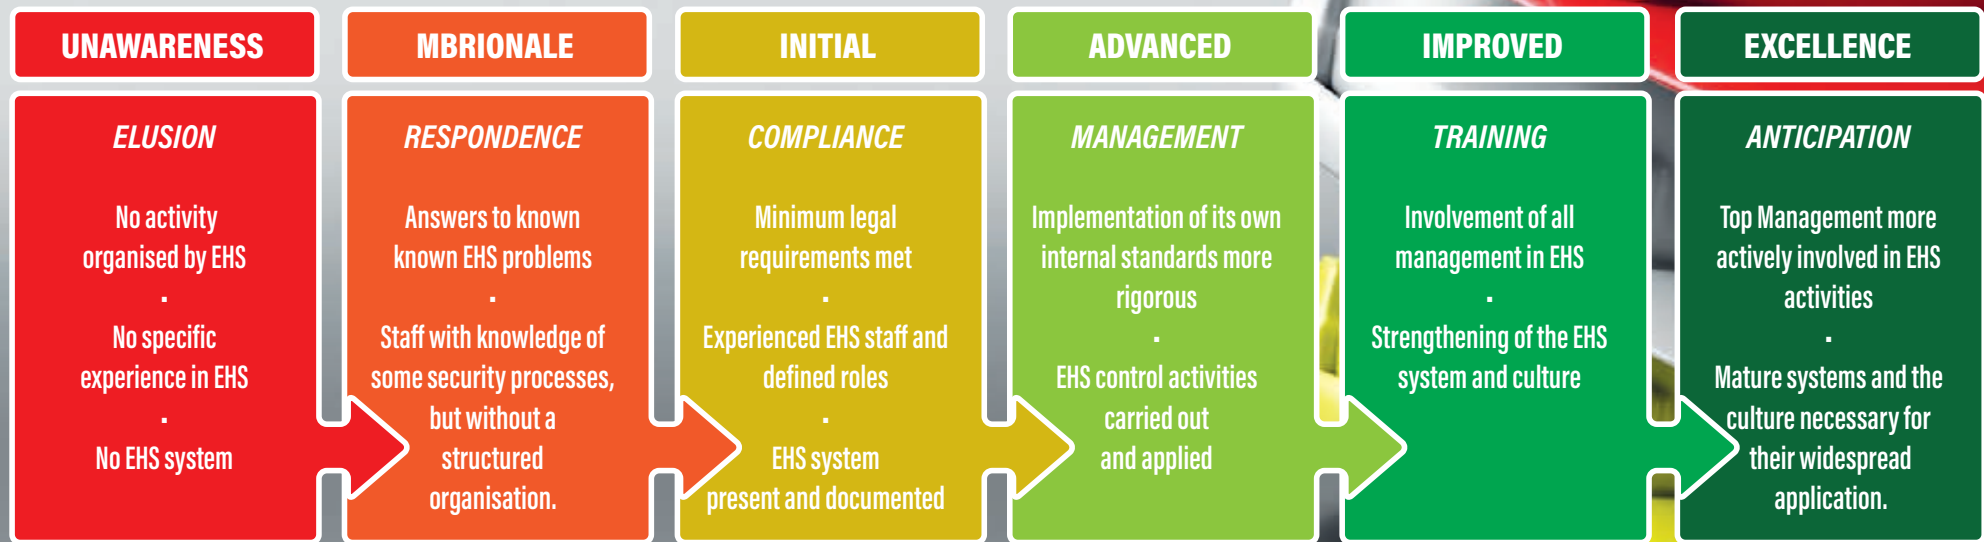 UNAWARENESS
ELUSION
No activity
organised by EHS
.
No specific
experience in EHS
.
No EHS system
MBRIONALE
RESPONDENCE
Answers to known
known EHS problems
.
Staff with knowledge of
some security processes,
but without a
structured
organisation.
INITIAL
COMPLIANCE
Minimum legal
requirements met
.
Experienced EHS staff and
defined roles
.
EHS system
present and documented
ADVANCED
MANAGEMENT
Implementation of its own
internal standards more
rigorous
.
EHS control activities
carried out
and applied
IMPROVED
TRAINING
Involvement of all
management in EHS
.
Strengthening of the EHS
system and culture
EXCELLENCE
ANTICIPATION
Top Management more
actively involved in EHS
activities
.
Mature systems and the
culture necessary for
their widespread
application.